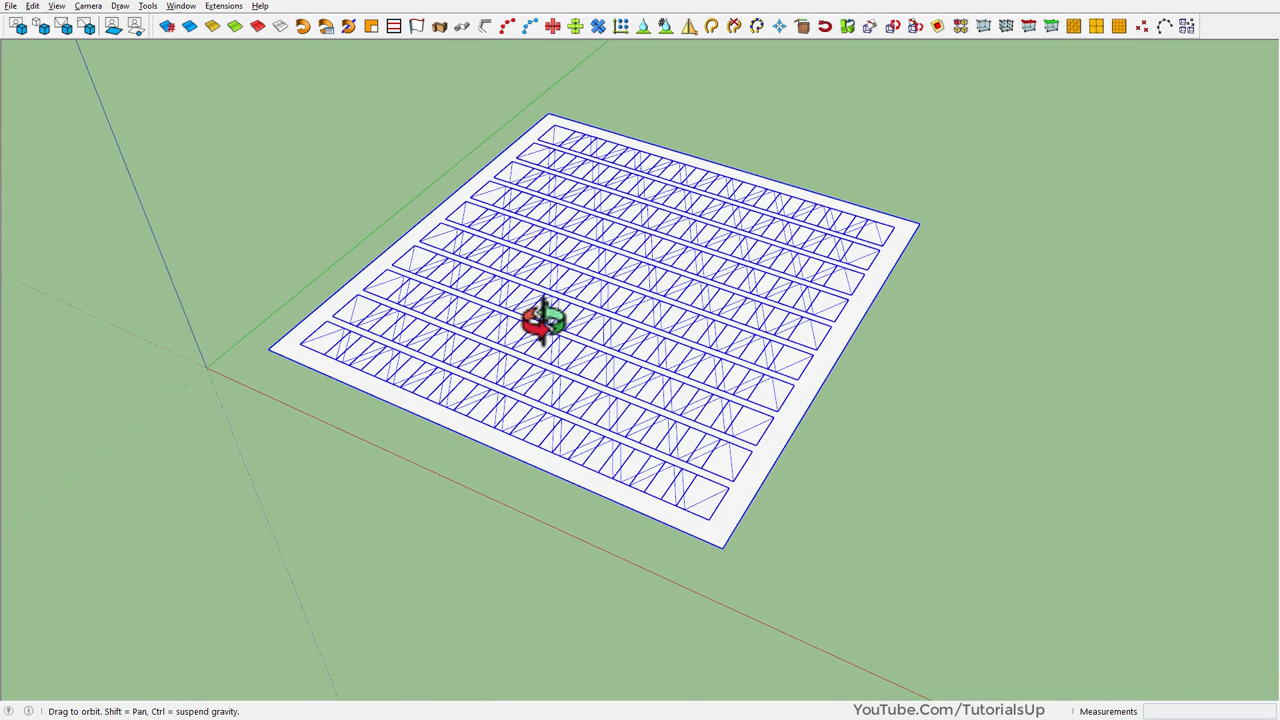 File Edit View Camera Draw Tools Window Extensions Help
Drag to orbit. Shift = Pan, Ctrl = suspend gravity.
YouTube.Com/TutorialsUp
Measurements